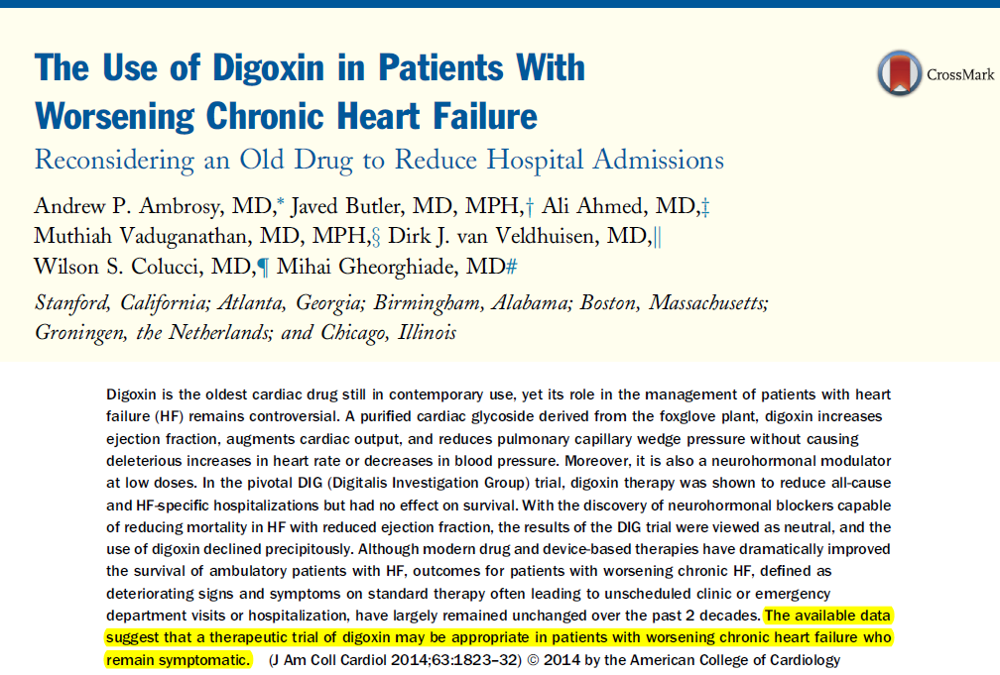 The Use of Digoxin in Patients With
Worsening Chronic Heart Failure
CrossMark
Reconsidering an Old Drug to Reduce Hospital Admissions
Andrew P. Ambrosy, MD,* Javed Butler, MD, MPH,† Ali Ahmed, MD,‡
Muthiah Vaduganathan, MD, MPH,§ Dirk J. van Veldhuisen, MD,||
Wilson S. Colucci, MD,¶ Mihai Gheorghiade, MD#
Stanford, California; Atlanta, Georgia; Birmingham, Alabama; Boston, Massachusetts;
Groningen, the Netherlands; and Chicago, Illinois
Digoxin is the oldest cardiac drug still in contemporary use, yet its role in the management of patients with heart
failure (HF) remains controversial. A purified cardiac glycoside derived from the foxglove plant, digoxin increases
ejection fraction, augments cardiac output, and reduces pulmonary capillary wedge pressure without causing
deleterious increases in heart rate or decreases in blood pressure. Moreover, it is also a neurohormonal modulator
at low doses. In the pivotal DIG (Digitalis Investigation Group) trial, digoxin therapy was shown to reduce all-cause
and HF-specific hospitalizations but had no effect on survival. With the discovery of neurohormonal blockers capable
of reducing mortality in HF with reduced ejection fraction, the results of the DIG trial were viewed as neutral, and the
use of digoxin declined precipitously. Although modern drug and device-based therapies have dramatically improved
the survival of ambulatory patients with HF, outcomes for patients with worsening chronic HF, defined as
deteriorating signs and symptoms on standard therapy often leading to unscheduled clinic or emergency
department visits or hospitalization, have largely remained unchanged over the past 2 decades. The available data
suggest that a therapeutic trial of digoxin may be appropriate in patients with worsening chronic heart failure who
remain symptomatic. (J Am Coll Cardiol 2014;63:1823–32) © 2014 by the American College of Cardiology